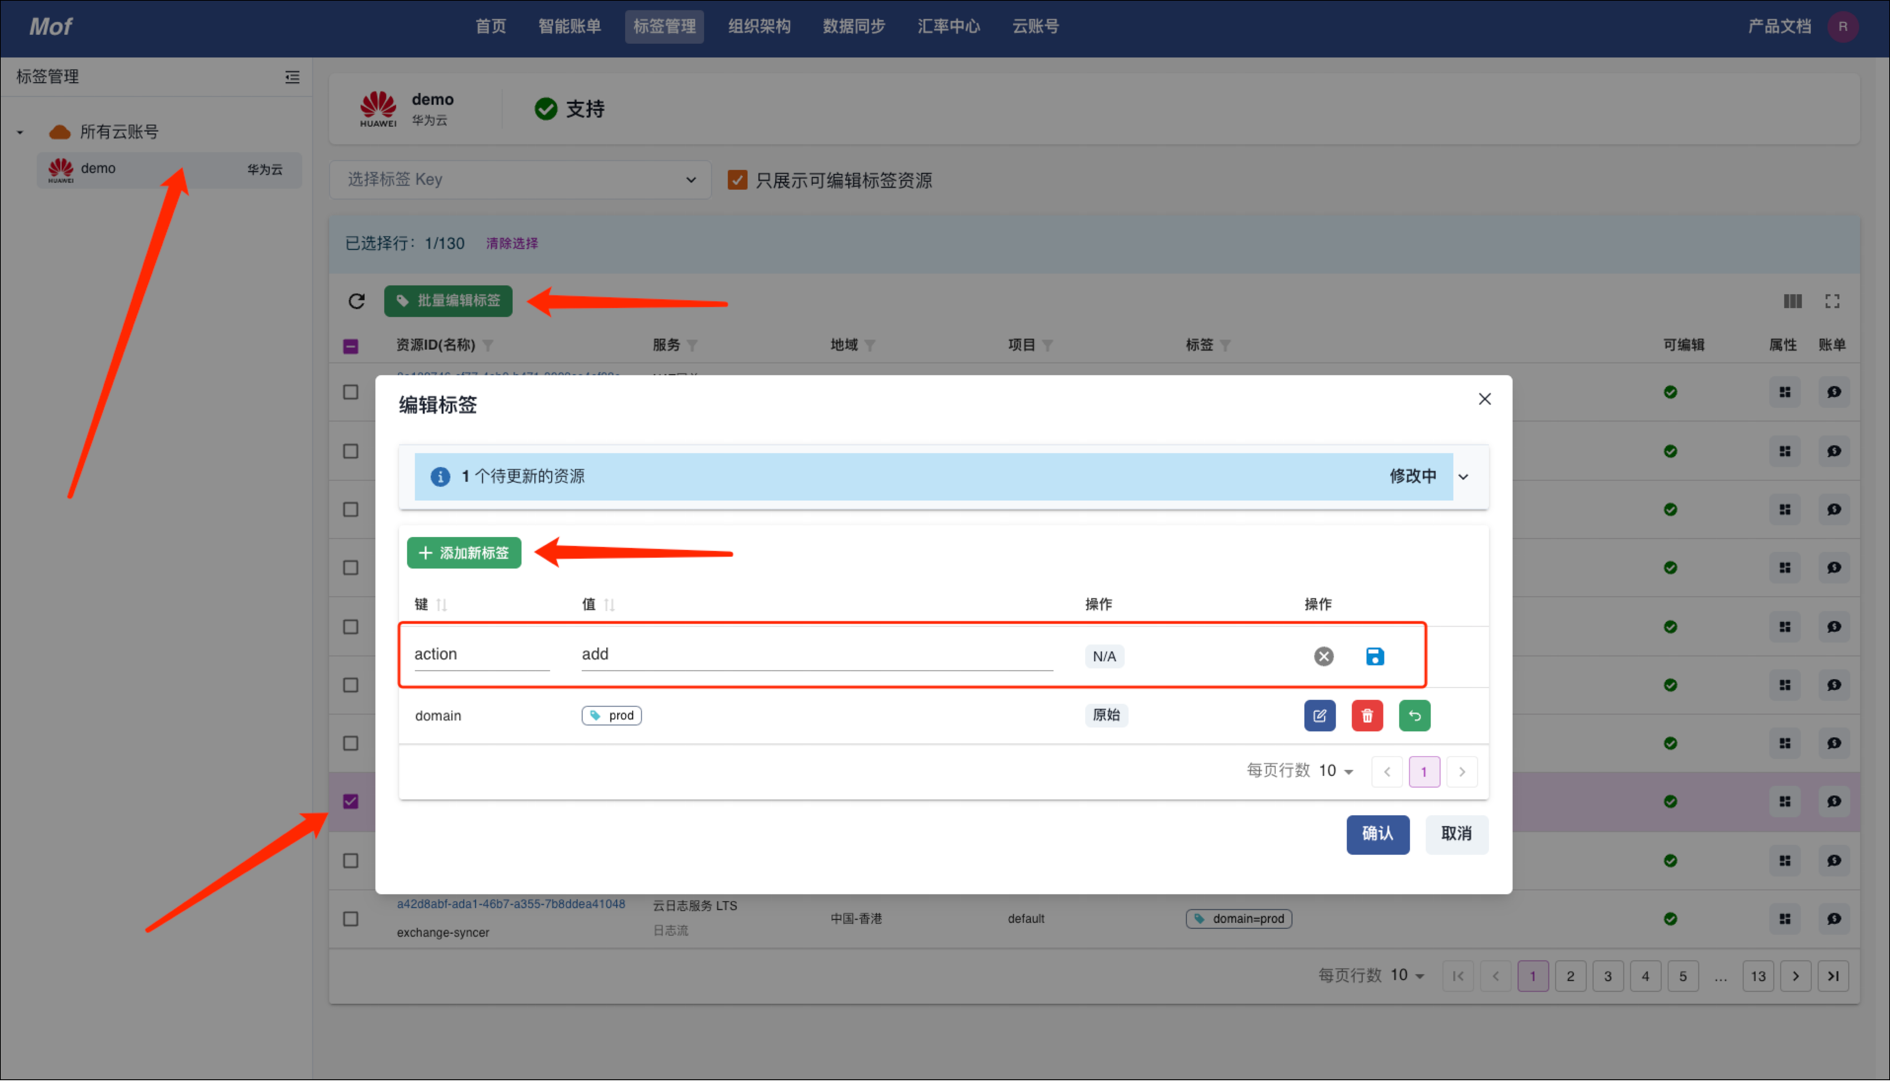 Mof
首页 智能账单 标签管理 组织架构 数据同步 汇率中心 云账号 产品文档 R
标签管理
所有云账号
HUAWEI demo 华为云
HUAWEI demo
华为云
支持
选择标签 Key
只展示可编辑标签资源
已选择行：1/130 清除选择
批量编辑标签
资源ID(名称) 服务 地域 项目 标签 可编辑 属性 账单
编辑标签
1 个待更新的资源 修改中
添加新标签
键 值 操作 操作
action add N/A
domain prod 原始
每页行数 10 1
确认 取消
a42d8abf-ada1-46b7-a355-7b8ddea41048 云日志服务 LTS
中国-香港 default domain=prod
exchange-syncer 日志流
每页行数 10 1 2 3 4 5 ... 13